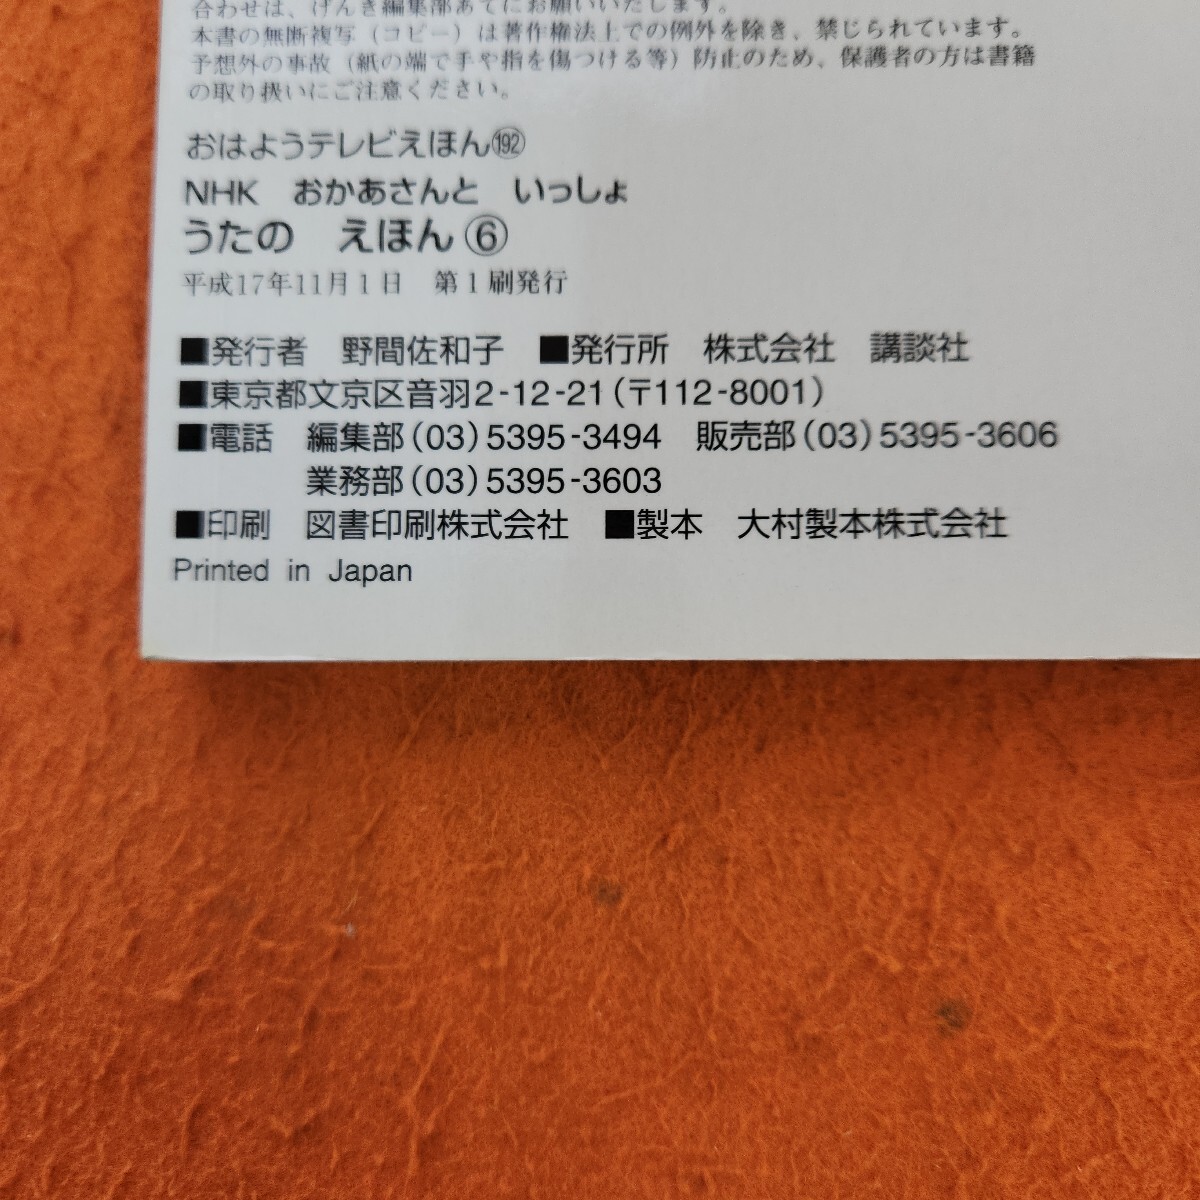 合わせは、げんき編集部あてにお願いいたします。
本書の無断複写（コピー）は著作権法上での例外を除き、禁じられています。
予想外の事故（紙の端で手や指を傷つける等）防止のため、保護者の方は書籍
の取り扱いにご注意ください。
おはようテレビえほん⑲²
NHK　おかあさんと　いっしょ
うたの　えほん⑥
平成17年11月1日　第1刷発行
■発行者　野間佐和子　■発行所　株式会社　講談社
■東京都文京区音羽2-12-21（〒112-8001）
■電話　編集部（03）5395-3494　販売部（03）5395-3606
業務部（03）5395-3603
■印刷　図書印刷株式会社　■製本　大村製本株式会社
Printed in Japan